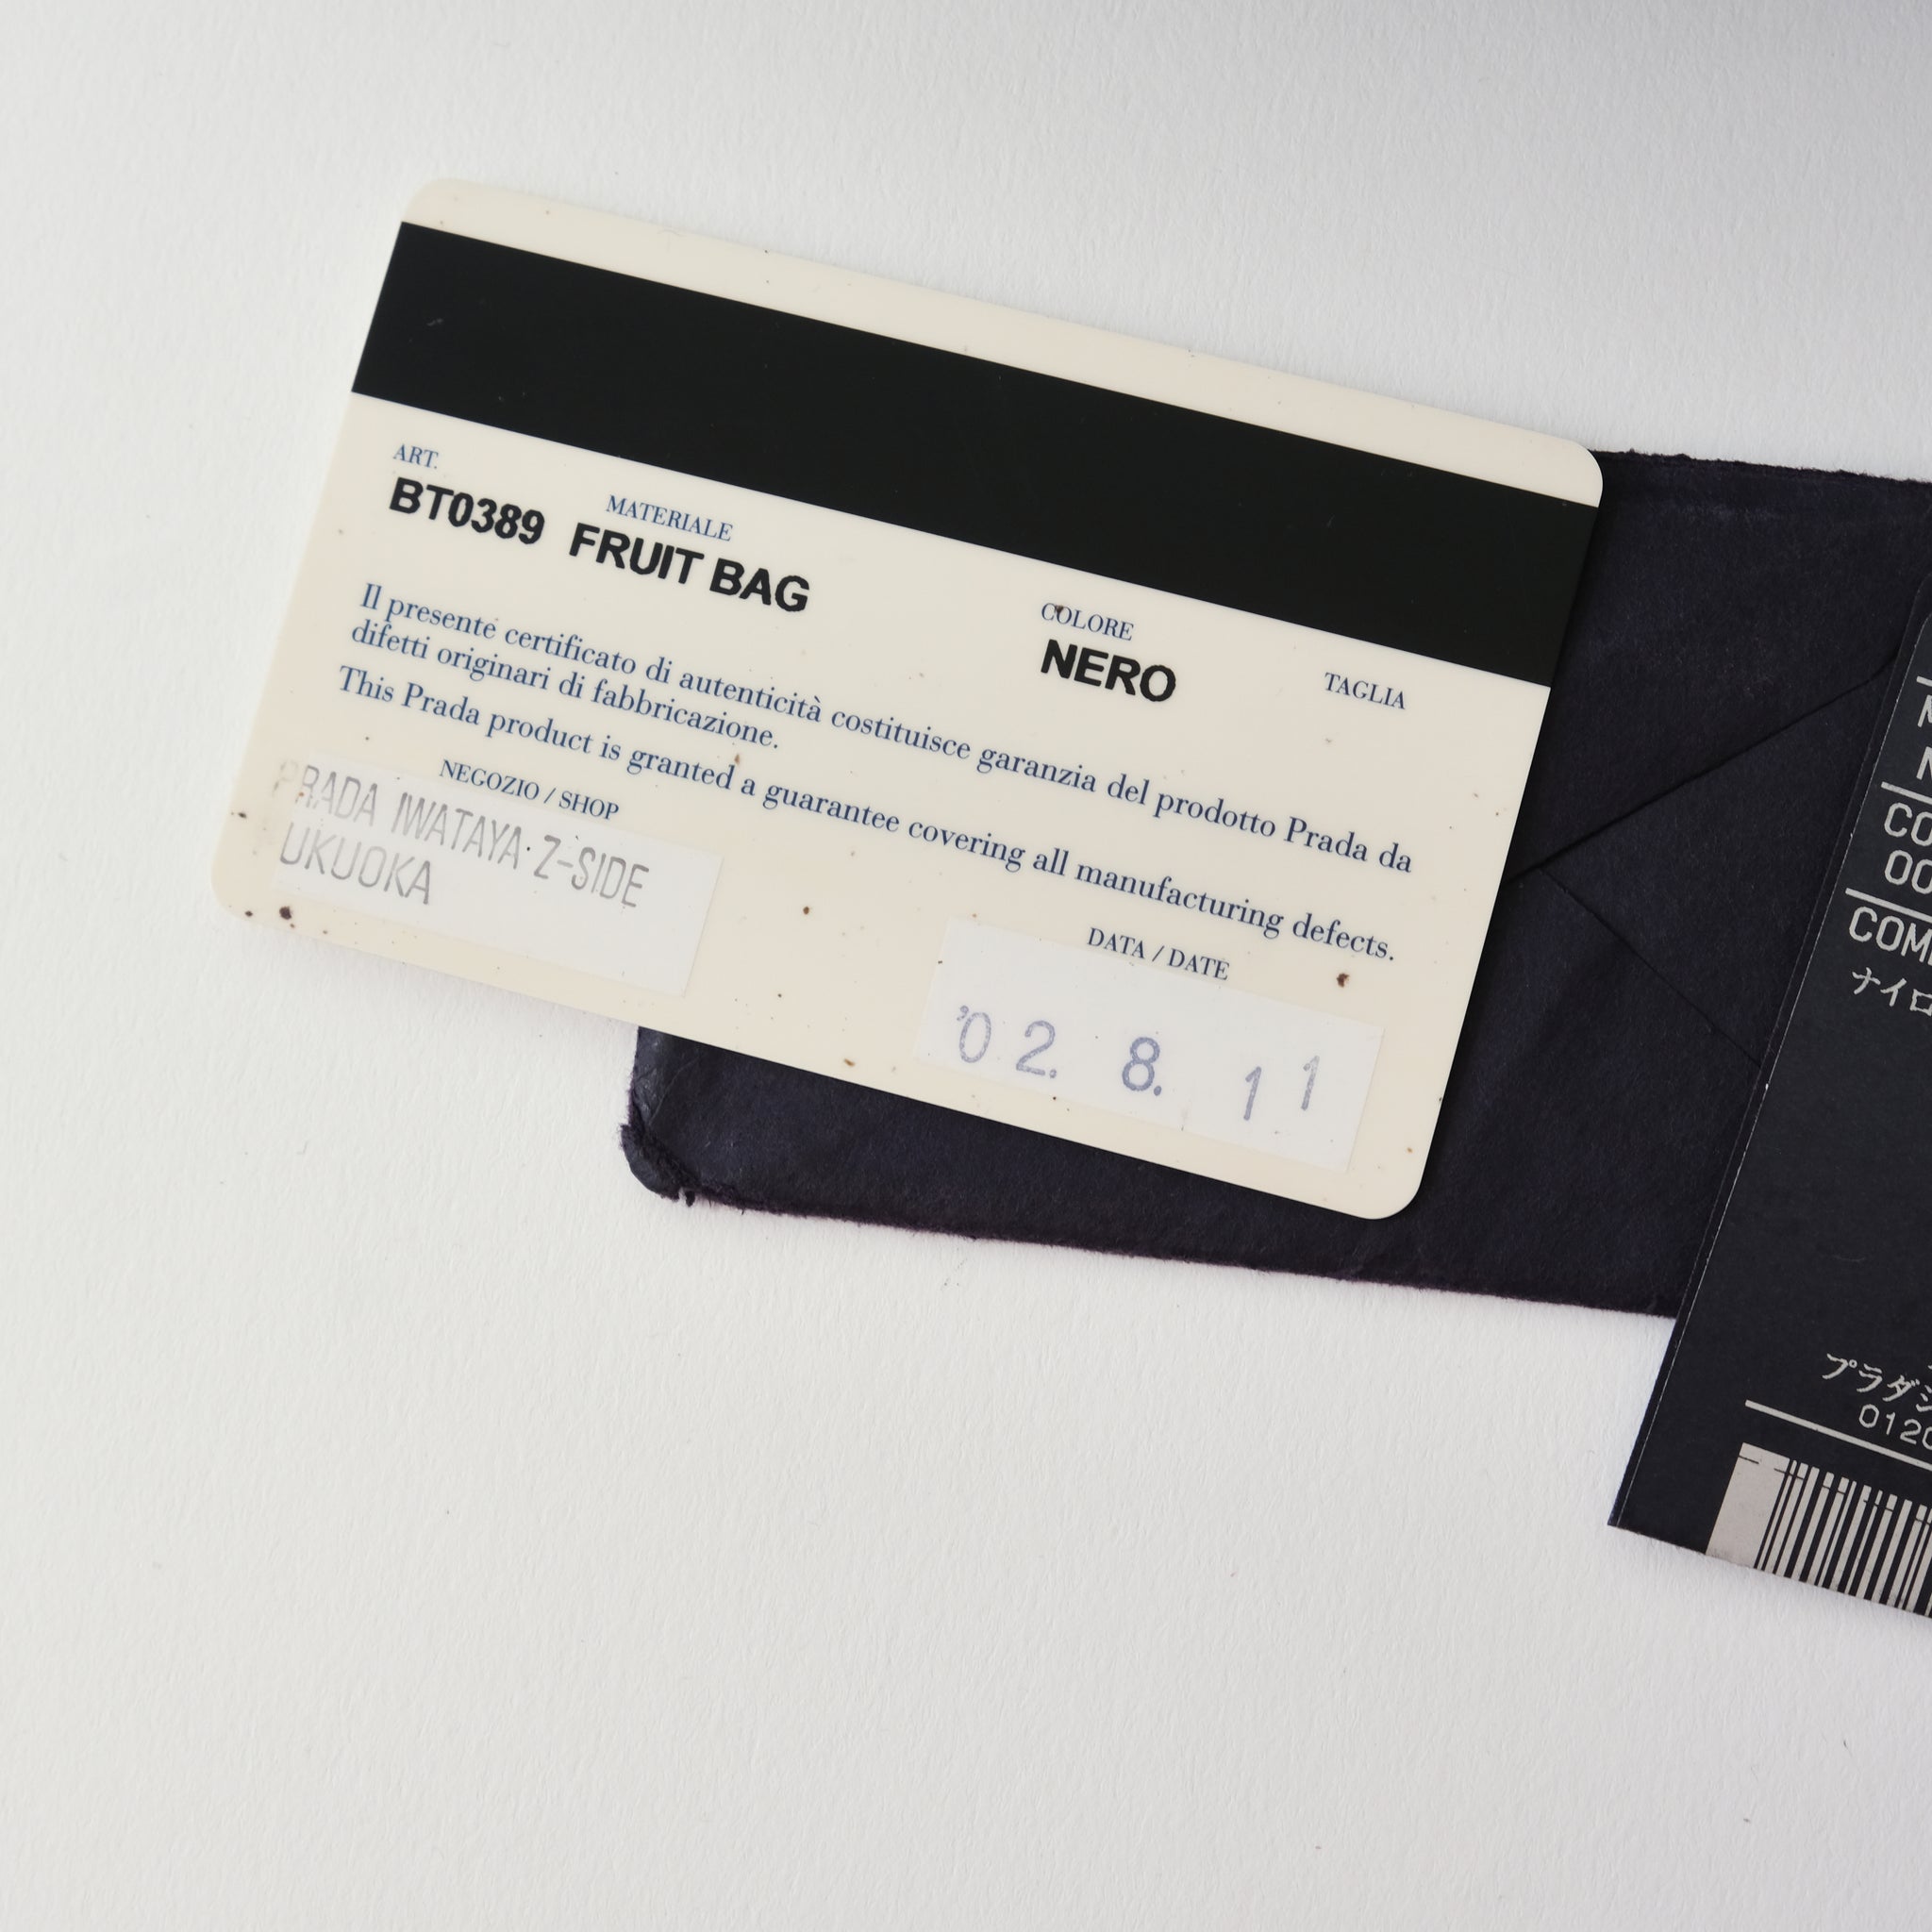 ART.
BT0389
MATERIALE
FRUIT BAG
COLORE
NERO
TAGLIA
Il presente certificato di autenticità costituisce garanzia del prodotto Prada da
difetti originari di fabbricazione.
This Prada product is granted a guarantee covering all manufacturing defects.
NEGOZIO / SHOP
PRADA IWATAYA Z-SIDE
UKUOKA
DATA / DATE
'02. 8. 11
CO
00
COM
ナイロ
プラダ
0120